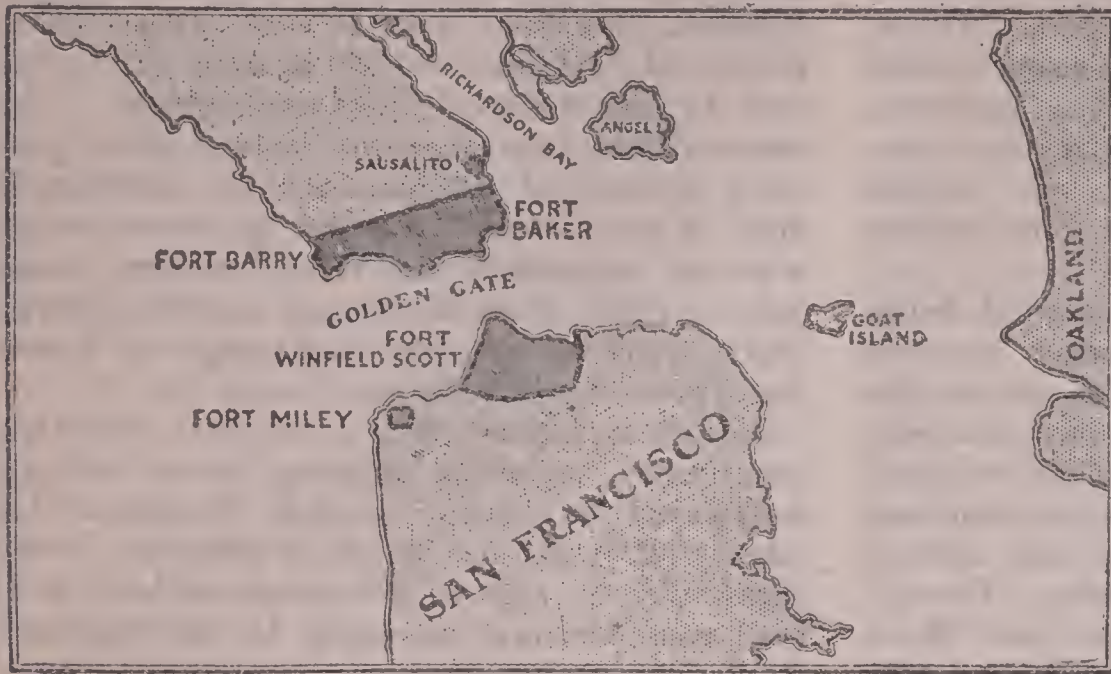 RICHARDSON BAY
ANGEL I
SAUSALITO
FORT
BAKER
FORT BARRY
GOLDEN GATE
FORT
WINFIELD SCOTT
GOAT
ISLAND
OAKLAND
FORT MILEY
SAN FRANCISCO